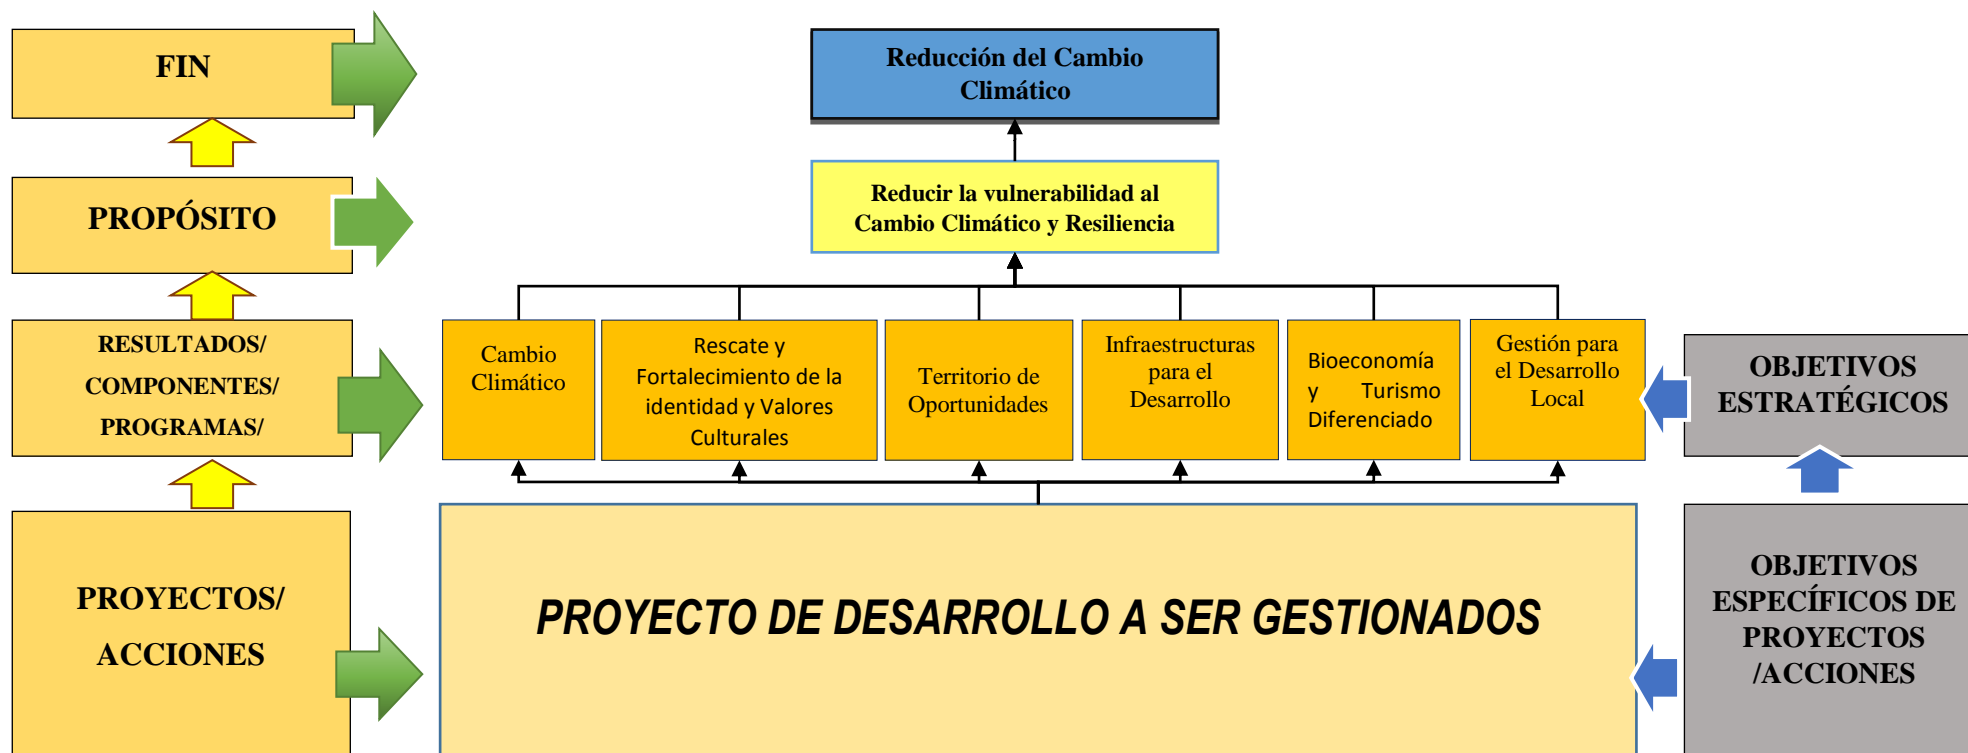 FIN
Reducción del Cambio
Climático
PROPÓSITO
Reducir la vulnerabilidad al
Cambio Climático y Resiliencia
RESULTADOS/
COMPONENTES/
PROGRAMAS/
Cambio
Climático
Rescate y
Fortalecimiento de la
identidad y Valores
Culturales
Territorio de
Oportunidades
Infraestructuras
para el
Desarrollo
Bioeconomía
y Turismo
Diferenciado
Gestión para
el Desarrollo
Local
OBJETIVOS
ESTRATÉGICOS
PROYECTOS/
ACCIONES
PROYECTO DE DESARROLLO A SER GESTIONADOS
OBJETIVOS
ESPECÍFICOS DE
PROYECTOS
/ACCIONES